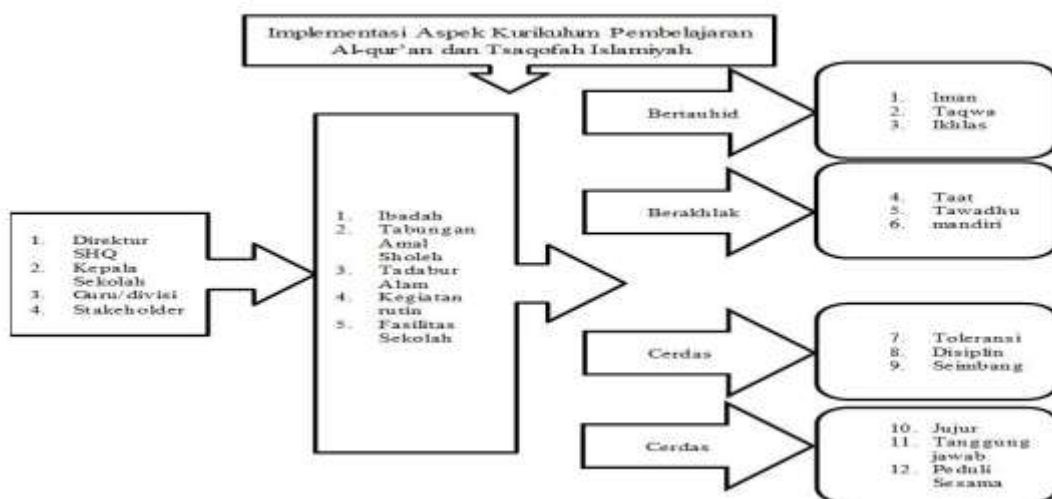 Implementasi Aspek Kurikulum Pembelajaran
Al-qur'an dan Tsaqofah Islamiyah
1. Direktur
SHQ
2. Kepala
Sekolah
3. Guru/divisi
4. Stakeholder
1. Ibadah
2. Tabungan
Amal
Sholeh
3. Tadabur
Alam
4. Kegiatan
rutin
5. Fasilitas
Sekolah
Bertauhid
1. Iman
2. Taqwa
3. Ikhlas
Berakhlak
4. Taat
5. Tawadhu
6. mandiri
Cerdas
7. Toleransi
8. Disiplin
9. Seimbang
Cerdas
10. Jujur
11. Tanggung
jawab
12. Peduli
Sesama